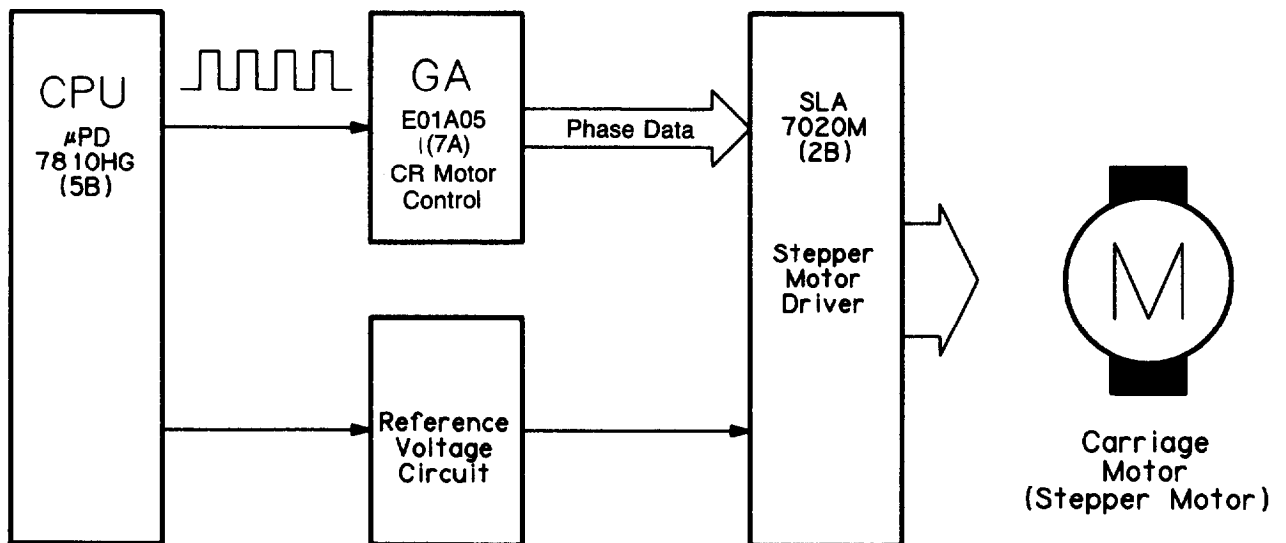 CPU
μPD
7810HG
(5B)
GA
E01A05
(7A)
CR Motor
Control
Phase Data
SLA
7020M
(2B)
Stepper
Motor
Driver
Reference
Voltage
Circuit
M
Carriage
Motor
(Stepper Motor)